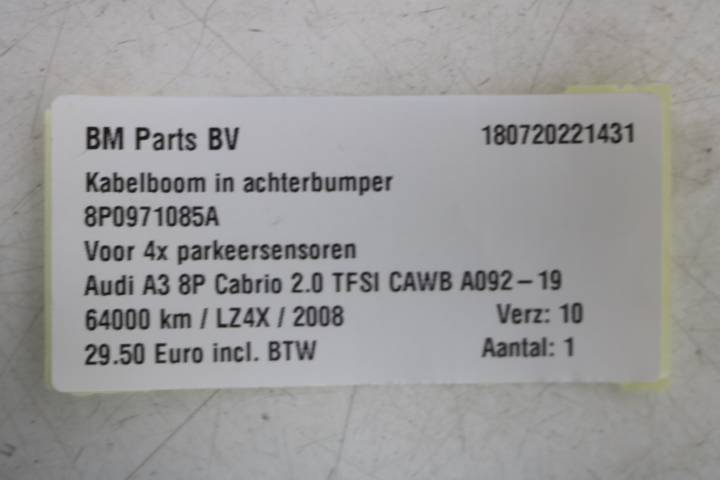 BM Parts BV 180720221431
Kabelboom in achterbumper
8P0971085A
Voor 4x parkeersensoren
Audi A3 8P Cabrio 2.0 TFSI CAWB A092-19
64000 km / LZ4X / 2008 Verz: 10
29.50 Euro incl. BTW Aantal: 1